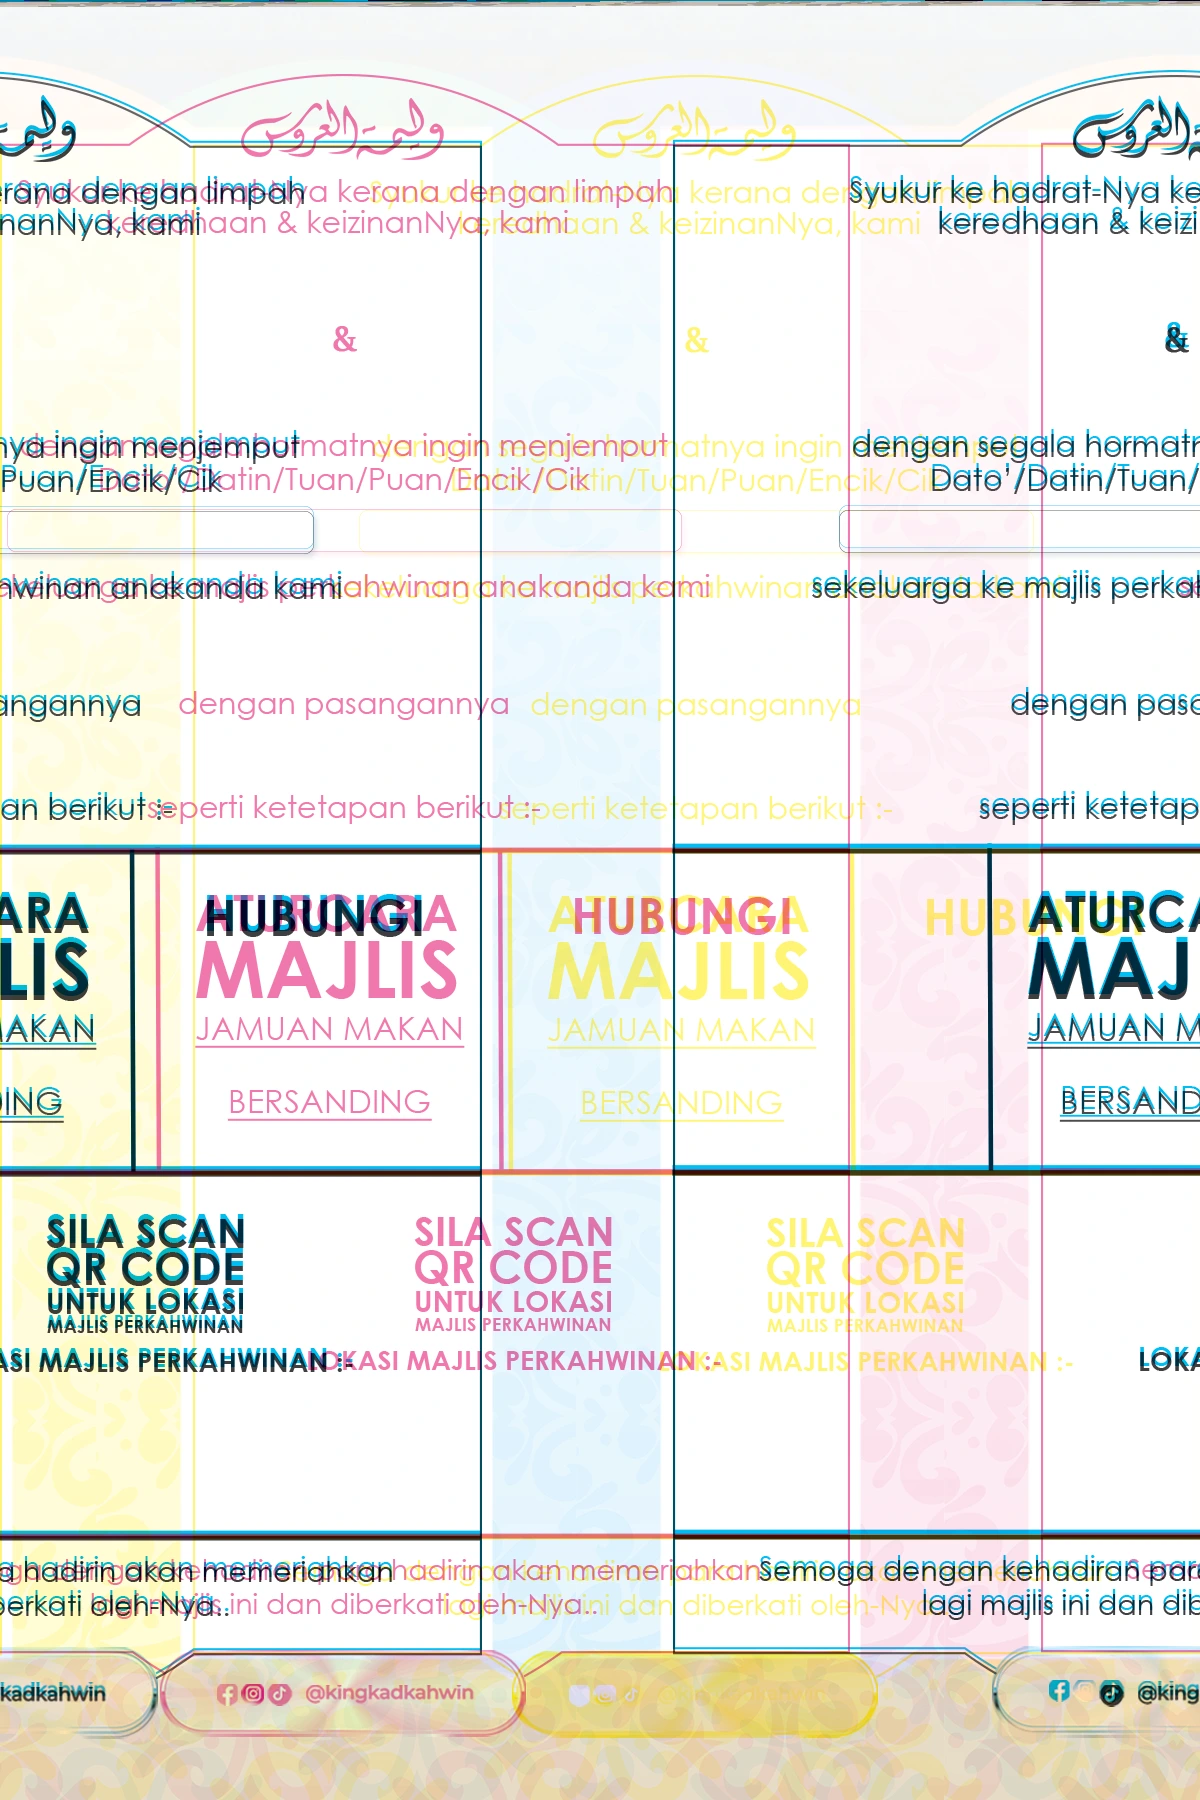 وليمة العروس
Syukur ke hadrat-Nya kerana dengan limpah
keredhaan & keizinanNya, kami
&
dengan segala hormatnya ingin menjemput
Dato'/Datin/Tuan/Puan/Encik/Cik
sekeluarga ke majlis perkahwinan anakanda kami
dengan pasangannya
seperti ketetapan berikut :-
ATURCARA
MAJLIS
JAMUAN MAKAN
BERSANDING
HUBUNGI
SILA SCAN
QR CODE
UNTUK LOKASI
MAJLIS PERKAHWINAN
LOKASI MAJLIS PERKAHWINAN :-
Semoga dengan kehadiran para hadirin akan memeriahkan
lagi majlis ini dan diberkati oleh-Nya..
@kingkadkahwin